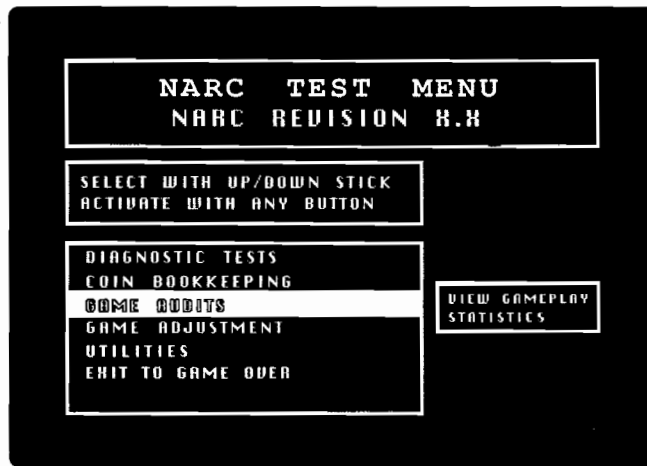 NARC TEST MENU
NARC REVISION X.X
SELECT WITH UP/DOWN STICK
ACTIVATE WITH ANY BUTTON
DIAGNOSTIC TESTS
COIN BOOKKEEPING
GAME AUDITS
GAME ADJUSTMENT
UTILITIES
EXIT TO GAME OVER
VIEW GAMEPLAY
STATISTICS